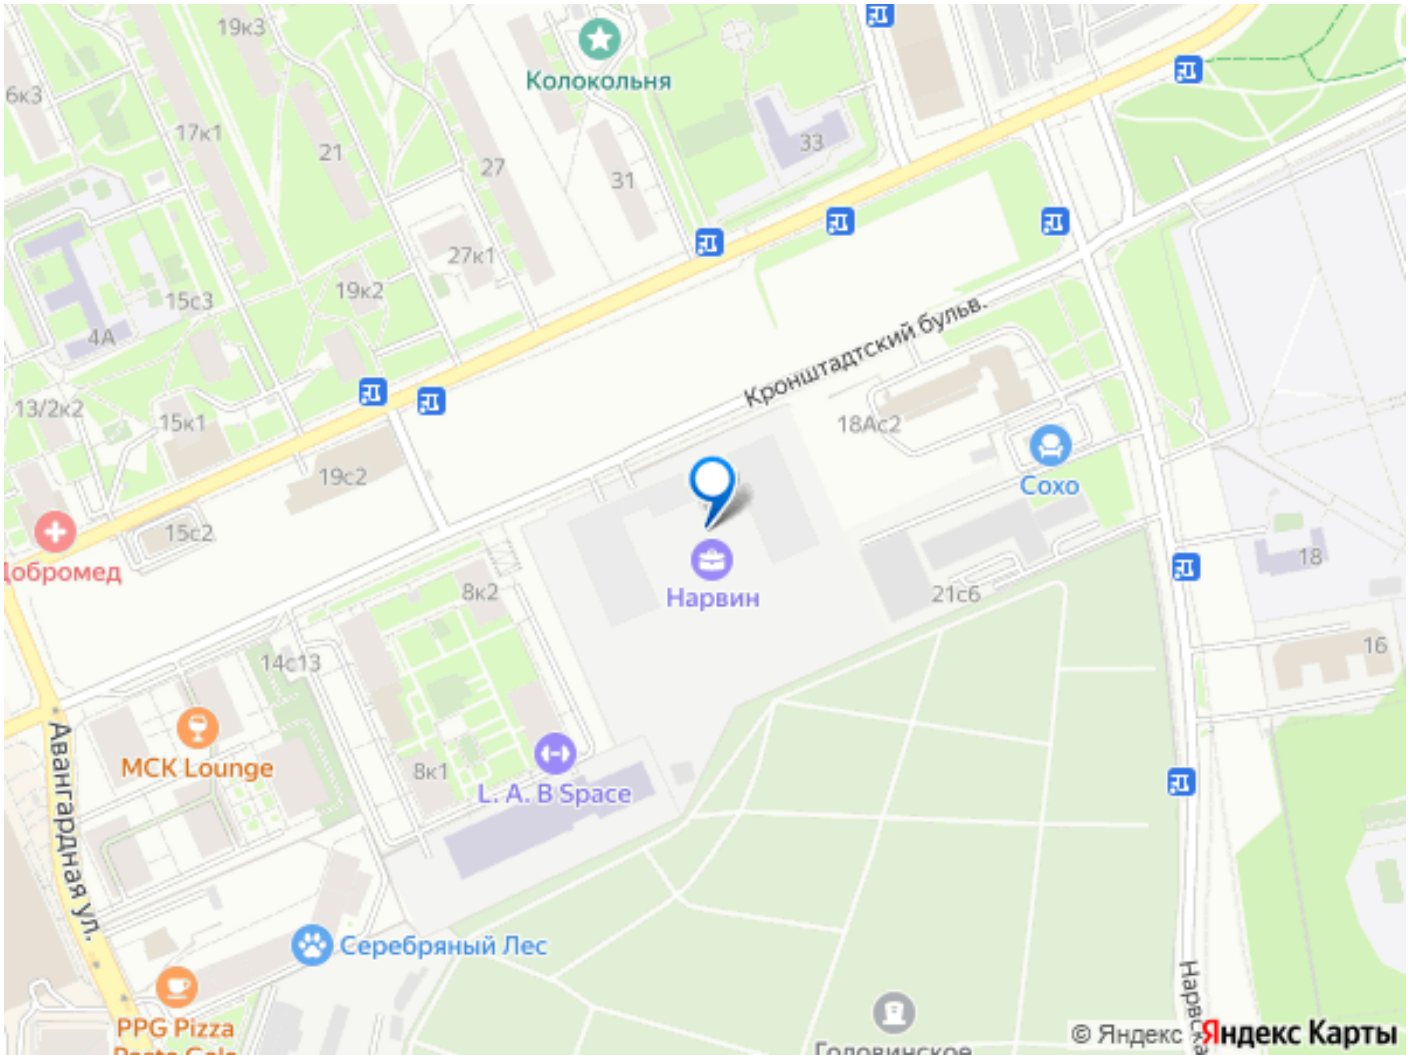 19к3
Колокольня
6к3
17к1
21
27
31
33
27к1
15с3
19к2
4А
Кронштадтский бульв.
13/2к2
15к1
18Ас2
19с2
Сохо
15с2
Добромед
Нарвин
8к2
21с6
18
16
14с13
Авангардная ул.
МСК Lounge
8к1
L. A. B Space
Серебряный Лес
PPG Pizza
Головинское
© Яндекс
Яндекс Карты